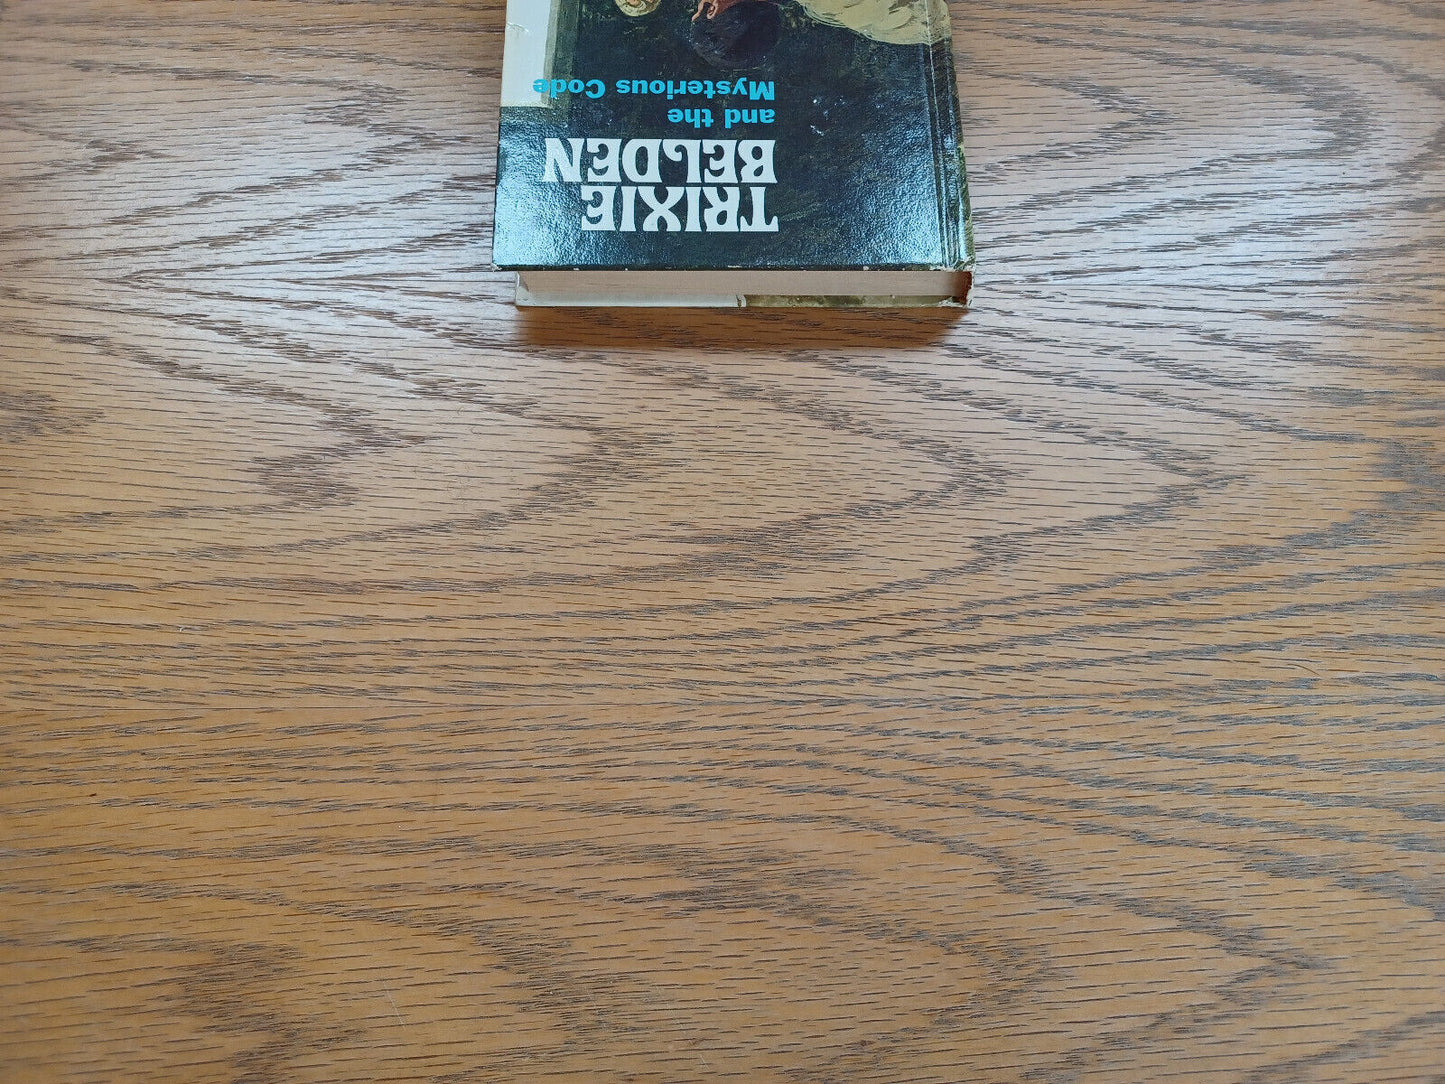 TRIXIE
BELDEN
and the
Mysterious Code